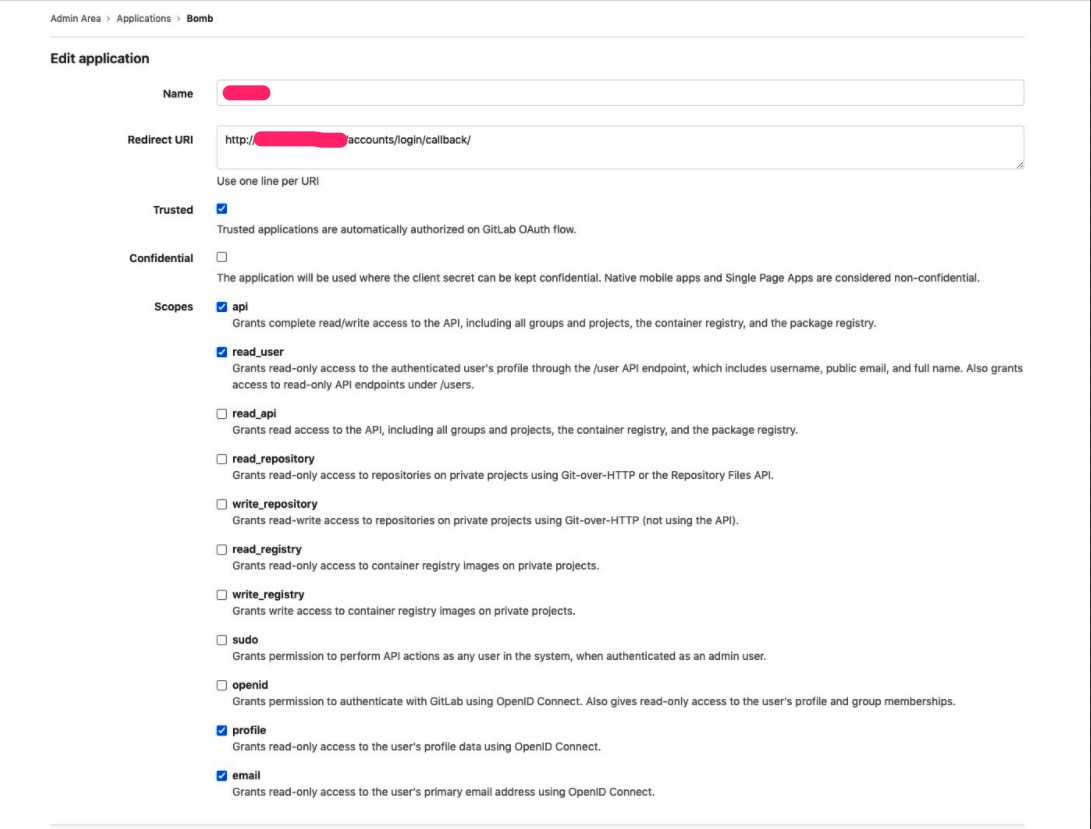 Admin Area › Applications › Bomb
Edit application
Name
Redirect URI http:// /accounts/login/callback/
Use one line per URI
Trusted
Trusted applications are automatically authorized on GitLab OAuth flow.
Confidential
The application will be used where the client secret can be kept confidential. Native mobile apps and Single Page Apps are considered non-confidential.
Scopes api
Grants complete read/write access to the API, including all groups and projects, the container registry, and the package registry.
read_user
Grants read-only access to the authenticated user's profile through the /user API endpoint, which includes username, public email, and full name. Also grants
access to read-only API endpoints under /users.
read_api
Grants read access to the API, including all groups and projects, the container registry, and the package registry.
read_repository
Grants read-only access to repositories on private projects using Git-over-HTTP or the Repository Files API.
write_repository
Grants read-write access to repositories on private projects using Git-over-HTTP (not using the API).
read_registry
Grants read-only access to container registry images on private projects.
write_registry
Grants write access to container registry images on private projects.
sudo
Grants permission to perform API actions as any user in the system, when authenticated as an admin user.
openid
Grants permission to authenticate with GitLab using OpenID Connect. Also gives read-only access to the user's profile and group memberships.
profile
Grants read-only access to the user's profile data using OpenID Connect.
email
Grants read-only access to the user's primary email address using OpenID Connect.